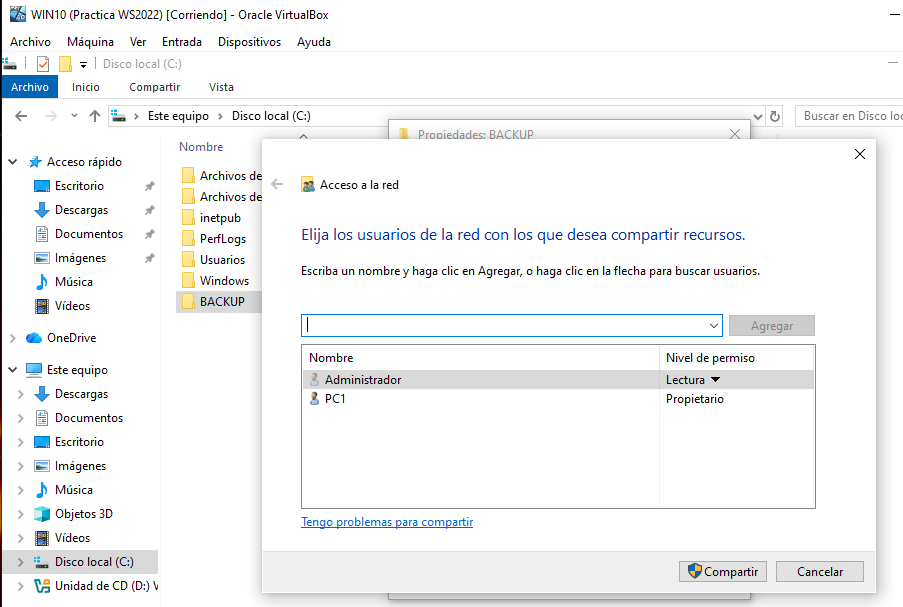 WIN10 (Practica WS2022) [Corriendo] - Oracle VirtualBox
Archivo Máquina Ver Entrada Dispositivos Ayuda
Disco local (C:)
Archivo Inicio Compartir Vista
Este equipo Disco local (C:)
Buscar en Disco loc
Propiedades: BACKUP
Acceso rápido
Escritorio
Descargas
Documentos
Imágenes
Música
Vídeos
OneDrive
Este equipo
Descargas
Documentos
Escritorio
Imágenes
Música
Objetos 3D
Vídeos
Disco local (C:)
Unidad de CD (D:) V
Nombre
Archivos de
Archivos de
inetpub
PerfLogs
Usuarios
Windows
BACKUP
Acceso a la red
Elija los usuarios de la red con los que desea compartir recursos.
Escriba un nombre y haga clic en Agregar, o haga clic en la flecha para buscar usuarios.
Agregar
Nombre Nivel de permiso
Administrador Lectura
PC1 Propietario
Tengo problemas para compartir
Compartir Cancelar